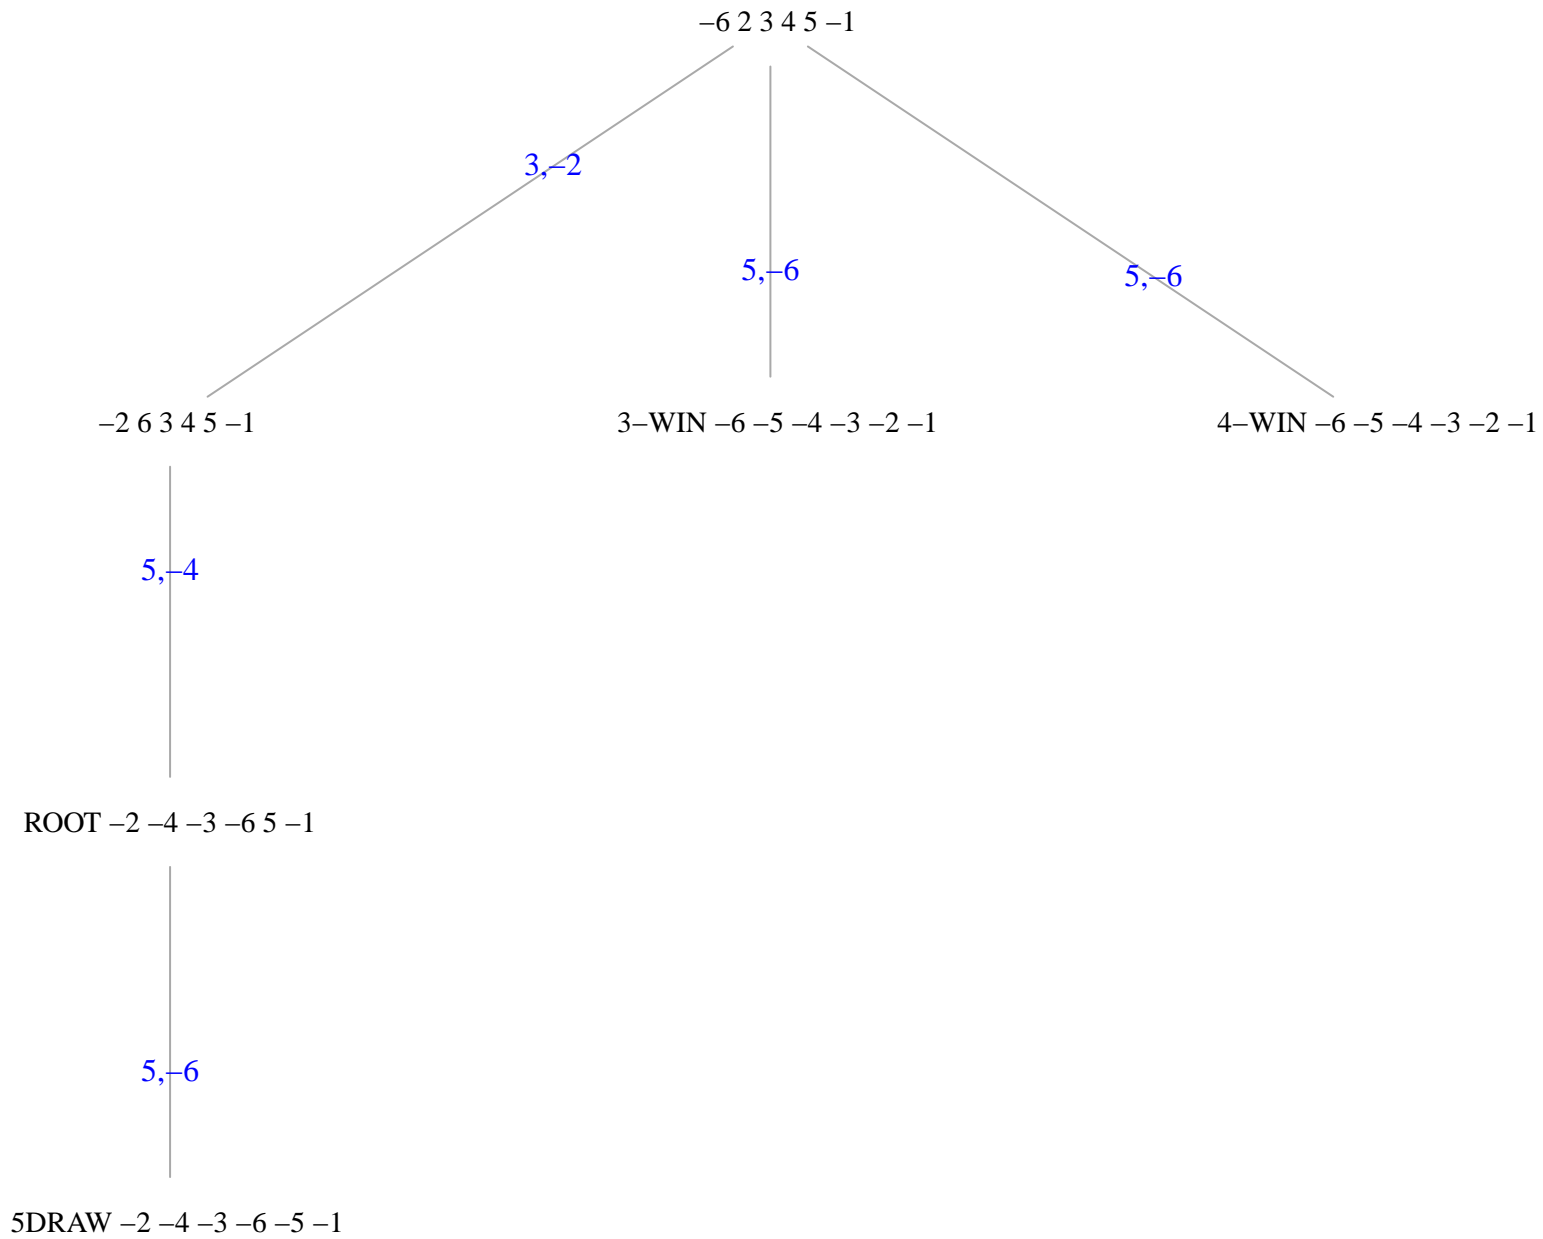 –6 2 3 4 5 –1
3,–2
5,–6
5,–6
–2 6 3 4 5 –1
3–WIN –6 –5 –4 –3 –2 –1
4–WIN –6 –5 –4 –3 –2 –1
5,–4
ROOT –2 –4 –3 –6 5 –1
5,–6
5DRAW –2 –4 –3 –6 –5 –1